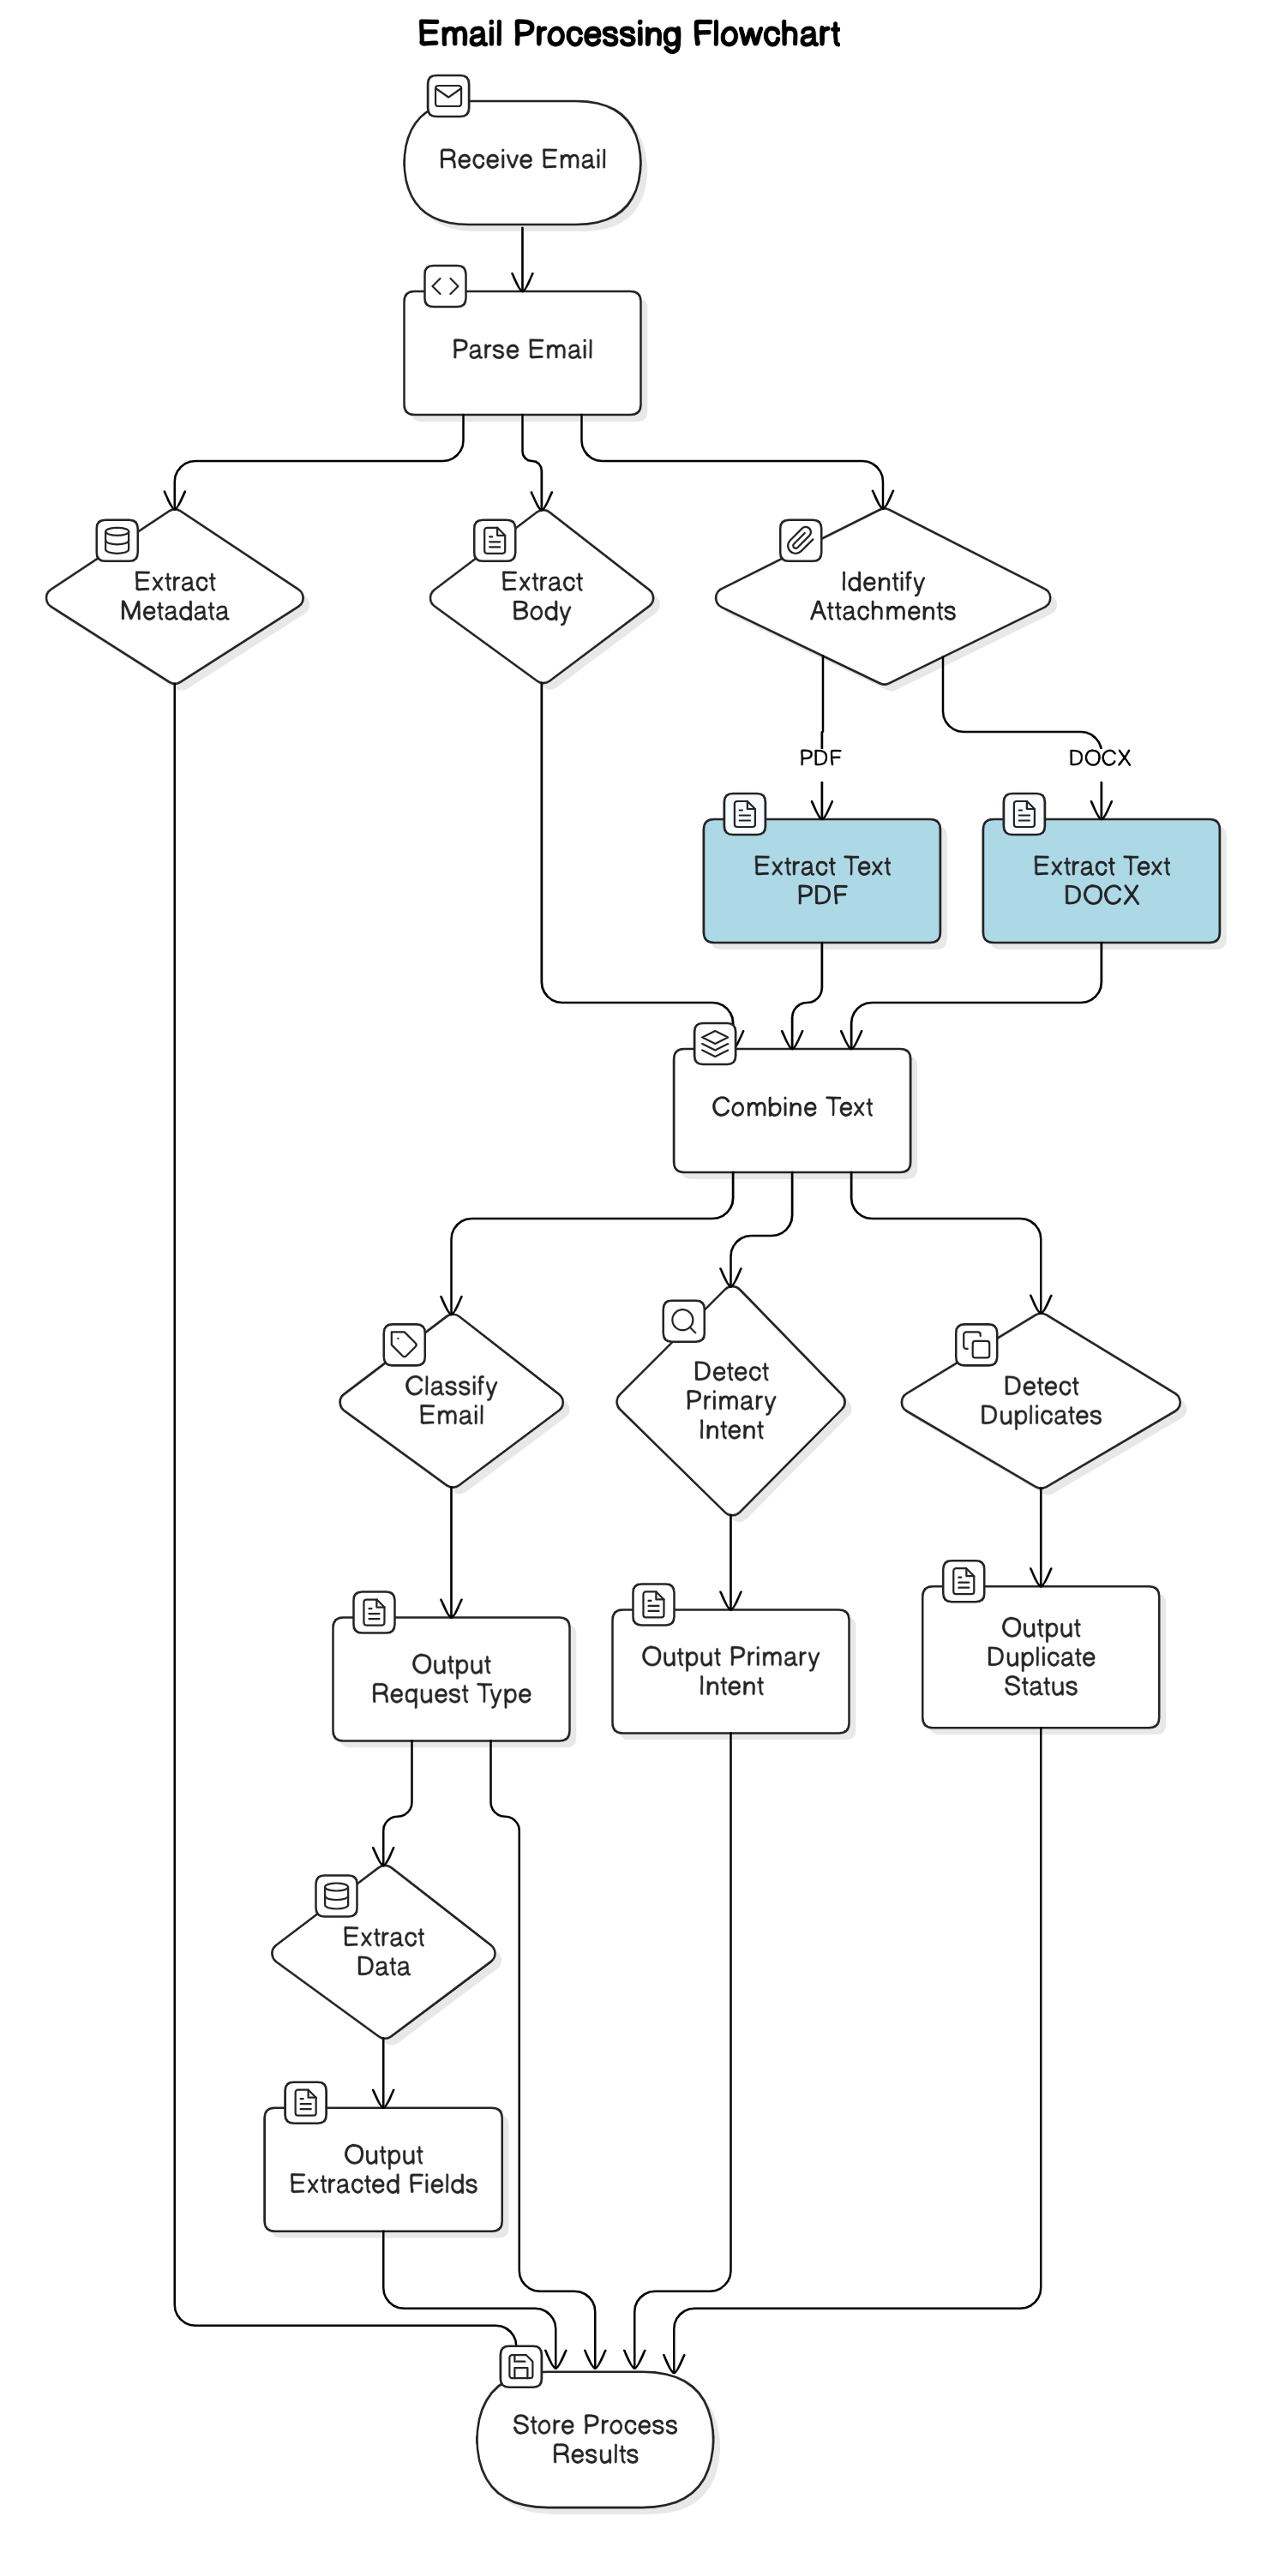 Email Processing Flowchart
Receive Email
Parse Email
Extract
Metadata
Extract
Body
Identify
Attachments
PDF
DOCX
Extract Text
PDF
Extract Text
DOCX
Combine Text
Classify
Email
Detect
Primary
Intent
Detect
Duplicates
Output
Request Type
Output Primary
Intent
Output
Duplicate
Status
Extract
Data
Output
Extracted Fields
Store Process
Results